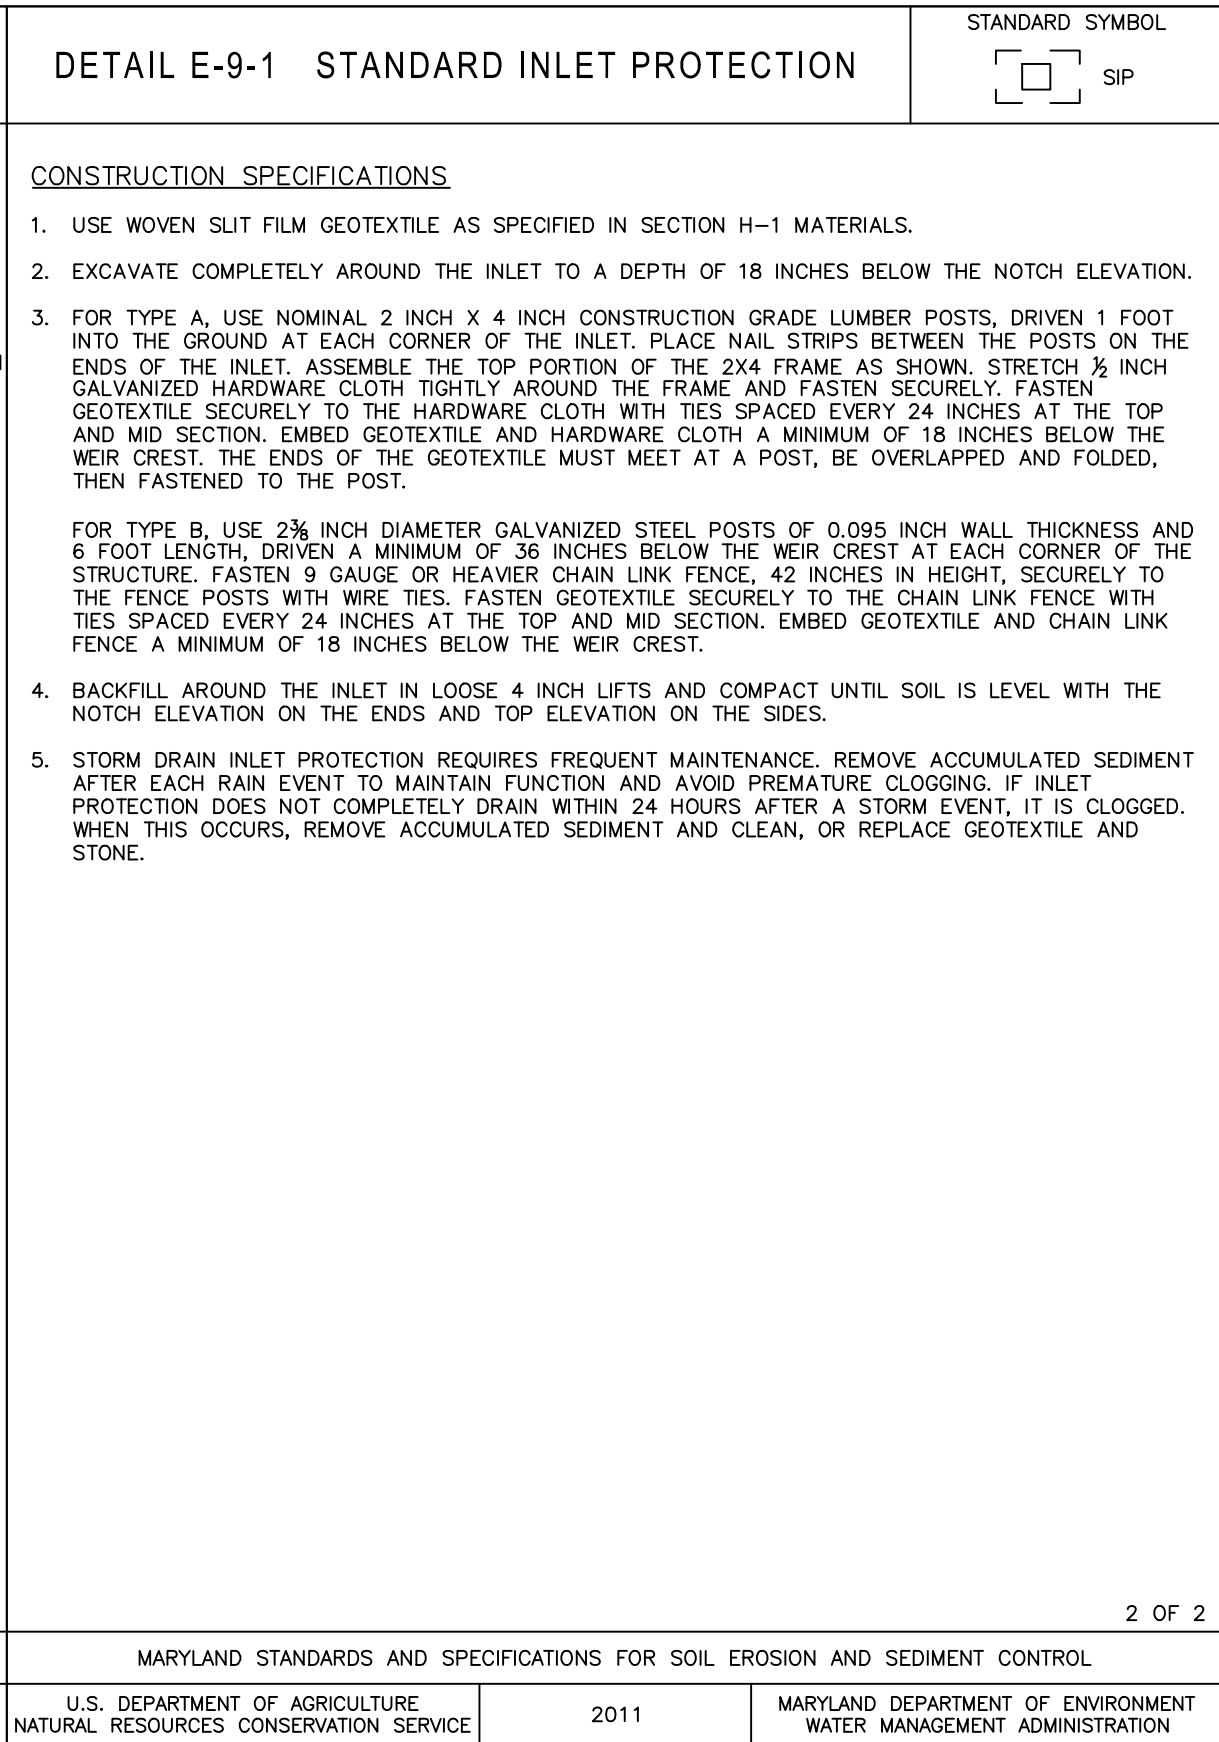 DETAIL E-9-1 STANDARD INLET PROTECTION
STANDARD SYMBOL
SIP
CONSTRUCTION SPECIFICATIONS
1. USE WOVEN SLIT FILM GEOTEXTILE AS SPECIFIED IN SECTION H-1 MATERIALS.
2. EXCAVATE COMPLETELY AROUND THE INLET TO A DEPTH OF 18 INCHES BELOW THE NOTCH ELEVATION.
3. FOR TYPE A, USE NOMINAL 2 INCH X 4 INCH CONSTRUCTION GRADE LUMBER POSTS, DRIVEN 1 FOOT
INTO THE GROUND AT EACH CORNER OF THE INLET. PLACE NAIL STRIPS BETWEEN THE POSTS ON THE
ENDS OF THE INLET. ASSEMBLE THE TOP PORTION OF THE 2X4 FRAME AS SHOWN. STRETCH ½ INCH
GALVANIZED HARDWARE CLOTH TIGHTLY AROUND THE FRAME AND FASTEN SECURELY. FASTEN
GEOTEXTILE SECURELY TO THE HARDWARE CLOTH WITH TIES SPACED EVERY 24 INCHES AT THE TOP
AND MID SECTION. EMBED GEOTEXTILE AND HARDWARE CLOTH A MINIMUM OF 18 INCHES BELOW THE
WEIR CREST. THE ENDS OF THE GEOTEXTILE MUST MEET AT A POST, BE OVERLAPPED AND FOLDED,
THEN FASTENED TO THE POST.
FOR TYPE B, USE 2⅜ INCH DIAMETER GALVANIZED STEEL POSTS OF 0.095 INCH WALL THICKNESS AND
6 FOOT LENGTH, DRIVEN A MINIMUM OF 36 INCHES BELOW THE WEIR CREST AT EACH CORNER OF THE
STRUCTURE. FASTEN 9 GAUGE OR HEAVIER CHAIN LINK FENCE, 42 INCHES IN HEIGHT, SECURELY TO
THE FENCE POSTS WITH WIRE TIES. FASTEN GEOTEXTILE SECURELY TO THE CHAIN LINK FENCE WITH
TIES SPACED EVERY 24 INCHES AT THE TOP AND MID SECTION. EMBED GEOTEXTILE AND CHAIN LINK
FENCE A MINIMUM OF 18 INCHES BELOW THE WEIR CREST.
4. BACKFILL AROUND THE INLET IN LOOSE 4 INCH LIFTS AND COMPACT UNTIL SOIL IS LEVEL WITH THE
NOTCH ELEVATION ON THE ENDS AND TOP ELEVATION ON THE SIDES.
5. STORM DRAIN INLET PROTECTION REQUIRES FREQUENT MAINTENANCE. REMOVE ACCUMULATED SEDIMENT
AFTER EACH RAIN EVENT TO MAINTAIN FUNCTION AND AVOID PREMATURE CLOGGING. IF INLET
PROTECTION DOES NOT COMPLETELY DRAIN WITHIN 24 HOURS AFTER A STORM EVENT, IT IS CLOGGED.
WHEN THIS OCCURS, REMOVE ACCUMULATED SEDIMENT AND CLEAN, OR REPLACE GEOTEXTILE AND
STONE.
2 OF 2
MARYLAND STANDARDS AND SPECIFICATIONS FOR SOIL EROSION AND SEDIMENT CONTROL
U.S. DEPARTMENT OF AGRICULTURE
NATURAL RESOURCES CONSERVATION SERVICE
2011
MARYLAND DEPARTMENT OF ENVIRONMENT
WATER MANAGEMENT ADMINISTRATION